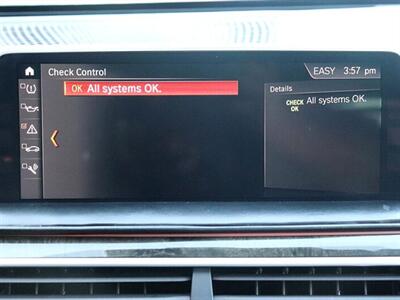 EASY 3:57 pm
Check Control
OK All systems OK.
Details
CHECK OK All systems OK.